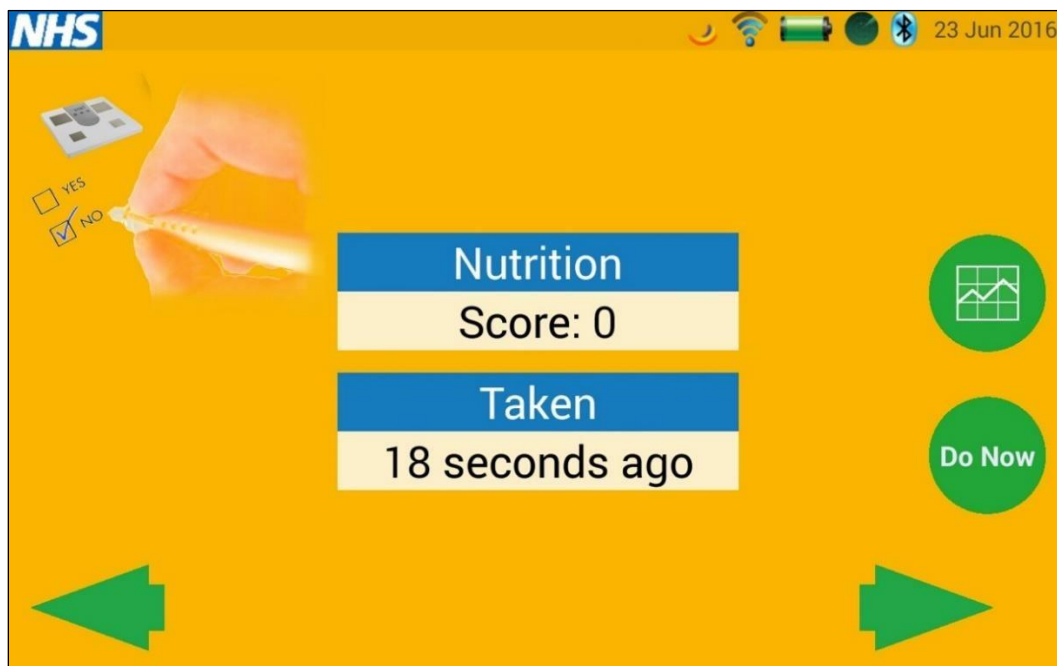 NHS
23 Jun 2016
YES
NO
Nutrition
Score: 0
Taken
18 seconds ago
Do Now